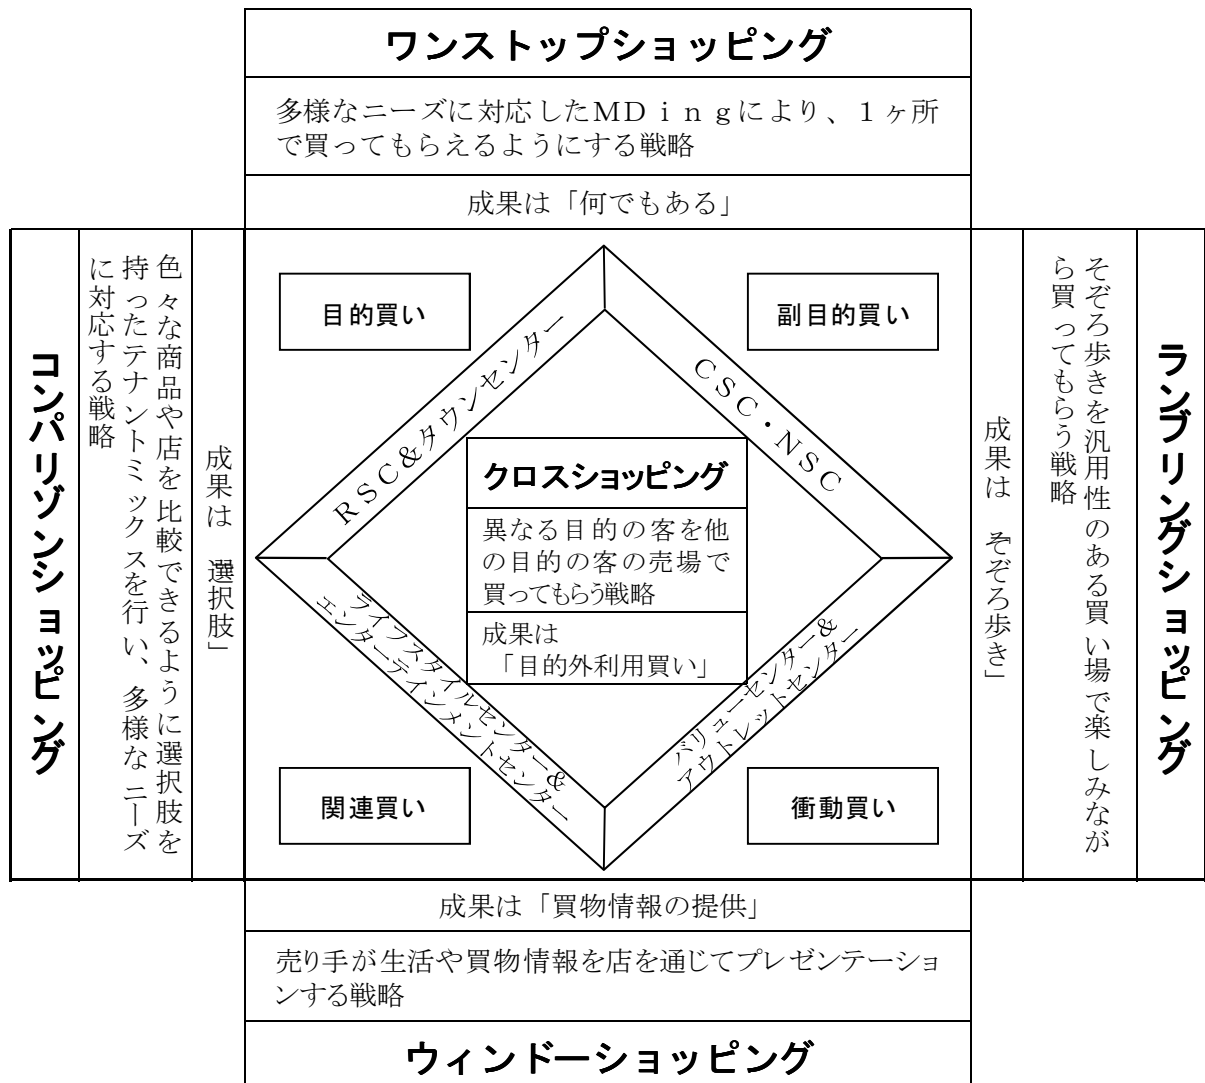 ワンストップショッピング
多様なニーズに対応したMDingにより、1ヶ所
で買ってもらえるようにする戦略
成果は「何でもある」
コンパリゾンショッピング
色々な商品や店を比較できるように選択肢を
持ったテナントミックスを行い、多様なニーズ
に対応する戦略
成果は「選択肢」
目的買い
副目的買い
RSC&タウンセンター
CSC・NSC
クロスショッピング
異なる目的の客を他
の目的の客の売場で
買ってもらう戦略
成果は
「目的外利用買い」
ライフスタイルセンター&
エンターテインメントセンター
バリューセンター&
アウトレットセンター
関連買い
衝動買い
成果は「そぞろ歩き」
そぞろ歩きを汎用性のある買い場で楽しみなが
ら買ってもらう戦略
ランブリングショッピング
成果は「買物情報の提供」
売り手が生活や買物情報を店を通じてプレゼンテーショ
ンする戦略
ウィンドーショッピング